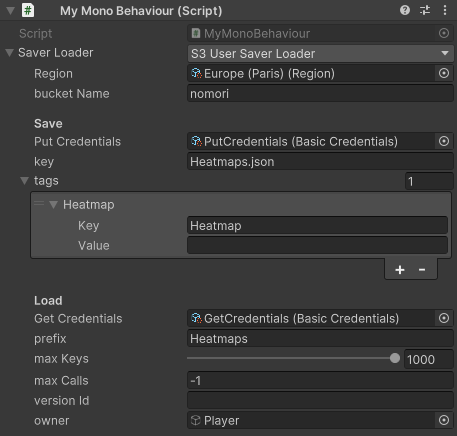 My Mono Behaviour (Script)
Script MyMonoBehaviour
Saver Loader S3 User Saver Loader
Region Europe (Paris) (Region)
bucket Name nomori
Save
Put Credentials PutCredentials (Basic Credentials)
key Heatmaps.json
tags 1
Heatmap
Key Heatmap
Value
Load
Get Credentials GetCredentials (Basic Credentials)
prefix Heatmaps
max Keys 1000
max Calls -1
version Id
owner Player